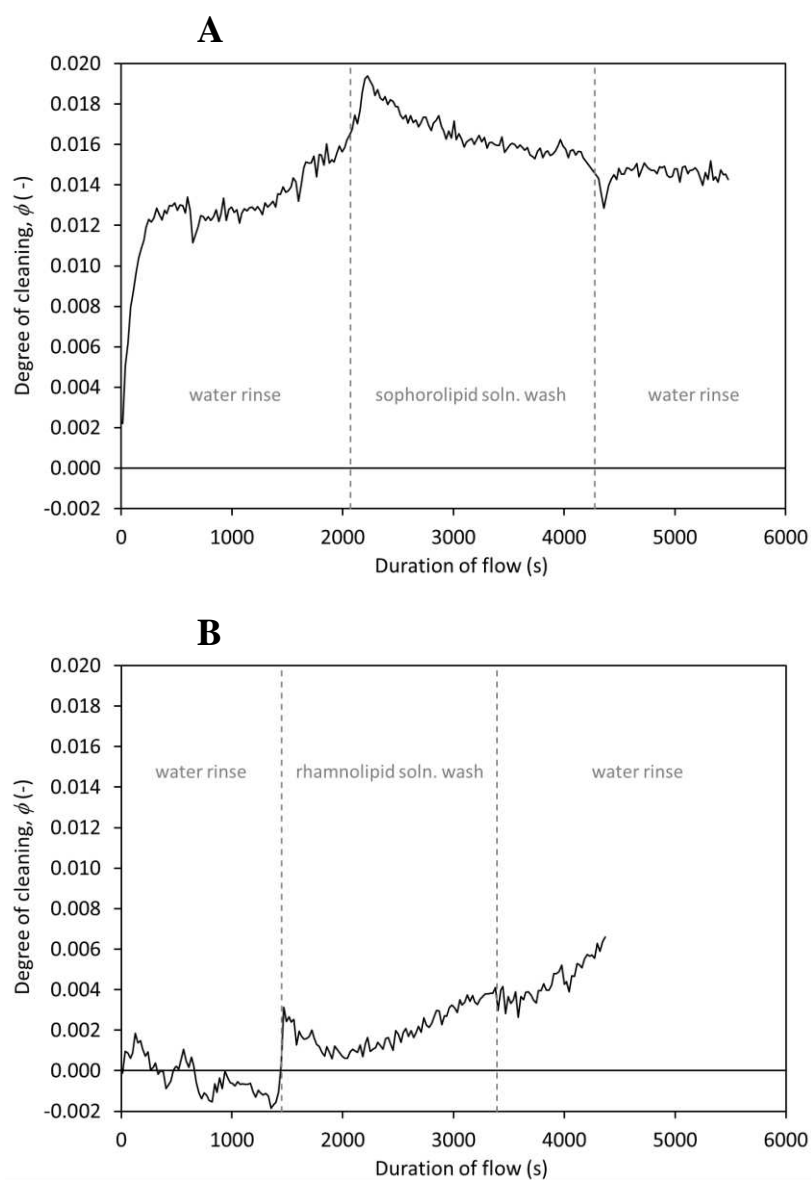 A
0.020
0.018
0.016
0.014
0.012
0.010
0.008
0.006
0.004
0.002
0.000
-0.002
Degree of cleaning, ϕ (-)
water rinse
sophorolipid soln. wash
water rinse
0 1000 2000 3000 4000 5000 6000
Duration of flow (s)
B
0.020
0.018
0.016
0.014
0.012
0.010
0.008
0.006
0.004
0.002
0.000
-0.002
Degree of cleaning, ϕ (-)
water rinse
rhamnolipid soln. wash
water rinse
0 1000 2000 3000 4000 5000 6000
Duration of flow (s)